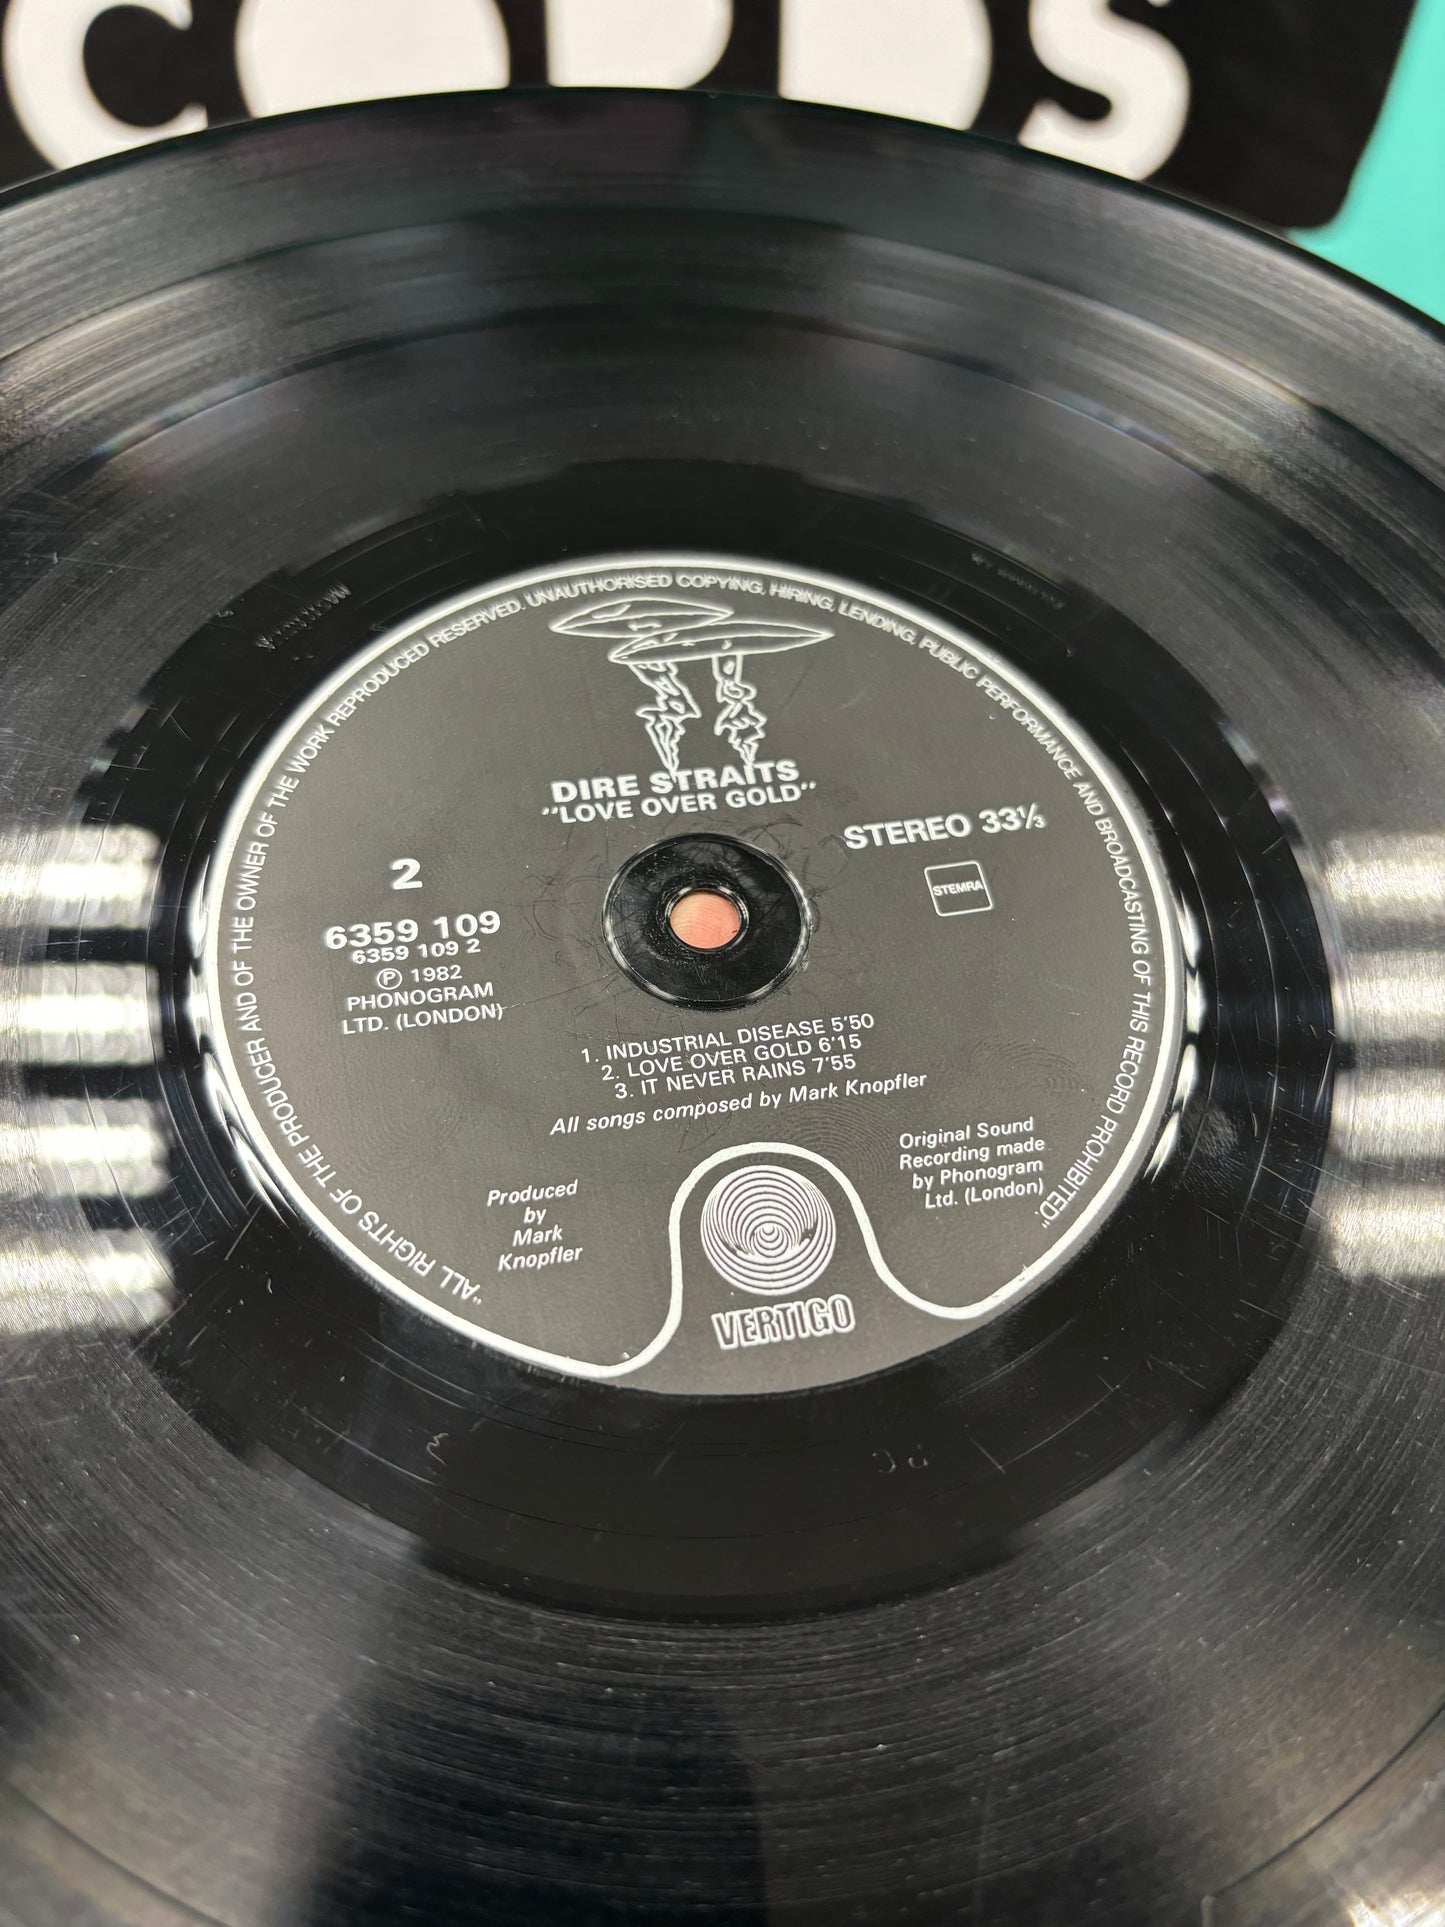 CORDS
"ALL RIGHTS OF THE PRODUCER AND OF THE OWNER OF THE WORK REPRODUCED RESERVED. UNAUTHORISED COPYING, HIRING, LENDING, PUBLIC PERFORMANCE AND BROADCASTING OF THIS RECORD PROHIBITED."
DIRE STRAITS
"LOVE OVER GOLD"
STEREO 33⅓
STEMRA
2
6359 109
6359 109 2
℗ 1982
PHONOGRAM
LTD. (LONDON)
1. INDUSTRIAL DISEASE 5'50
2. LOVE OVER GOLD 6'15
3. IT NEVER RAINS 7'55
All songs composed by Mark Knopfler
Produced
by
Mark
Knopfler
Original Sound
Recording made
by Phonogram
Ltd. (London)
VERTIGO